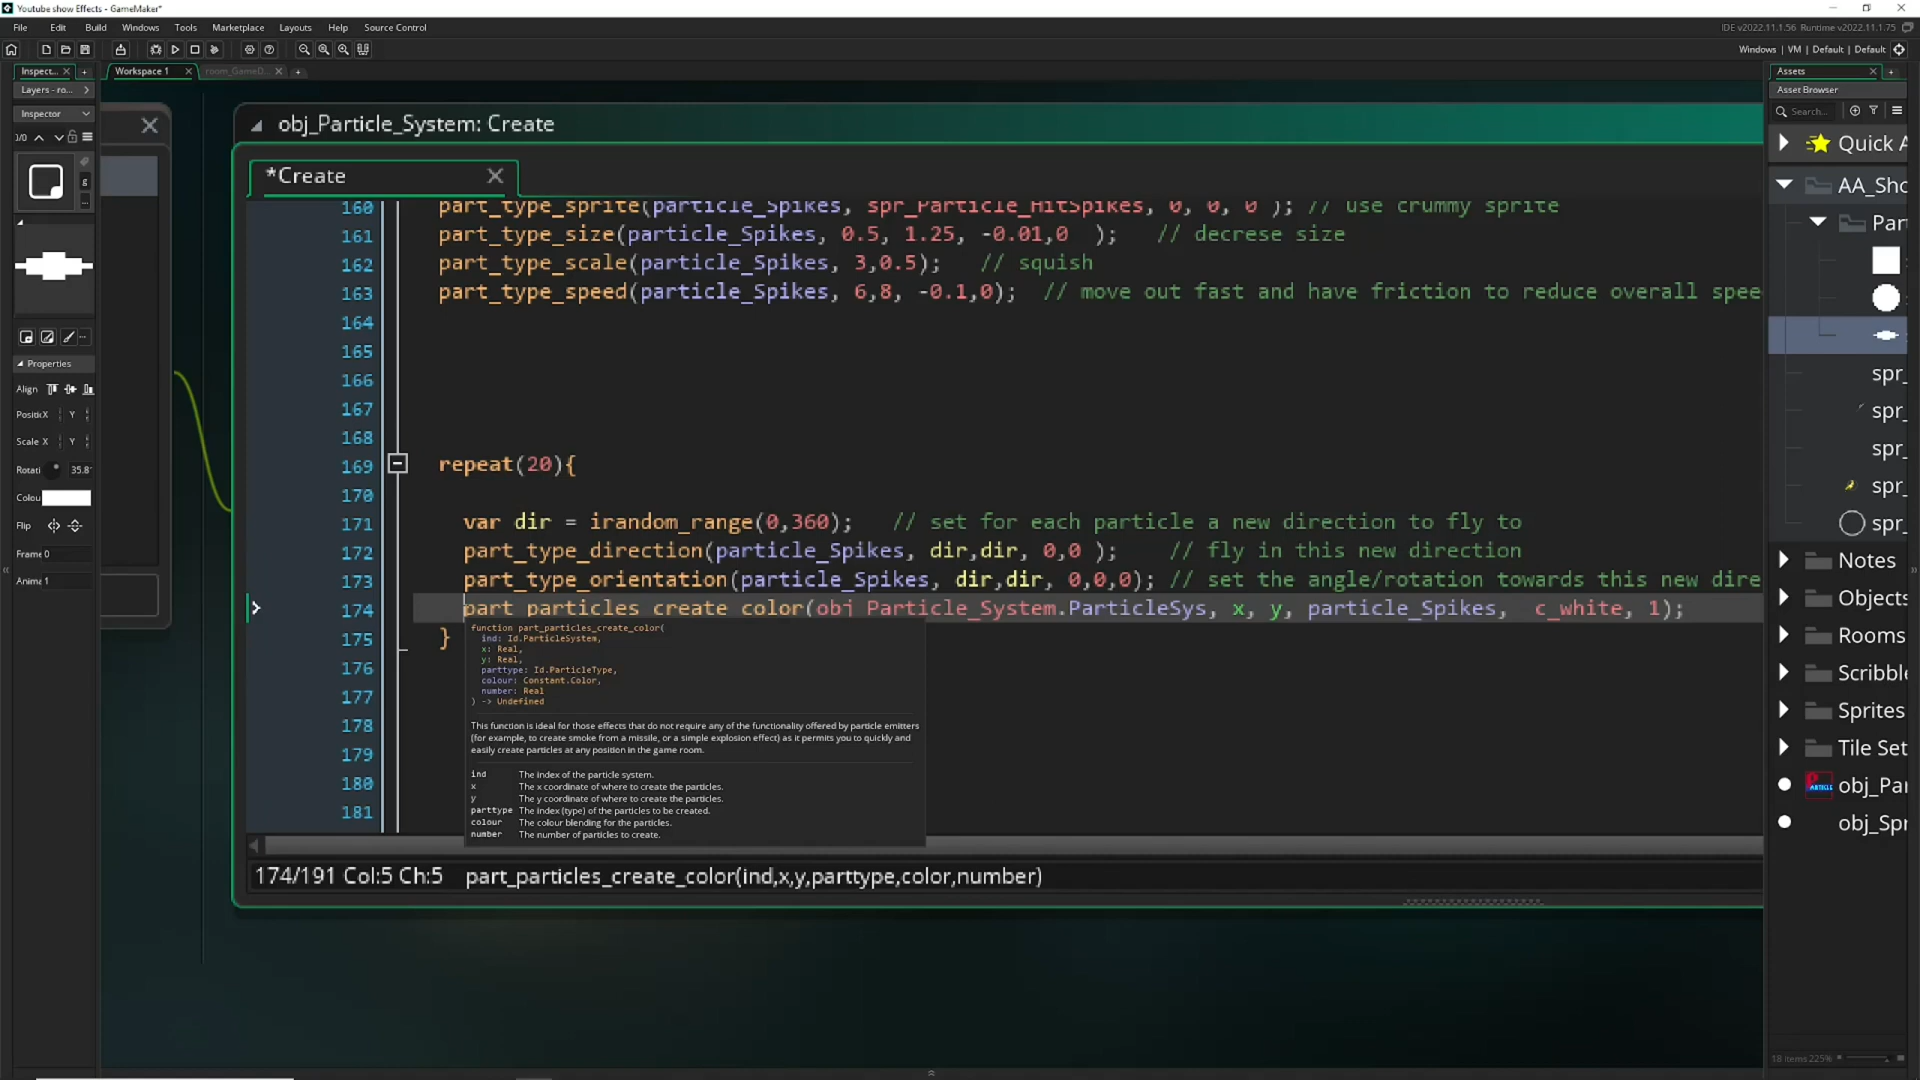 Youtube show Effects - GameMaker*
File Edit Build Windows Tools Marketplace Layouts Help Source Control
IDE v2022.11.1.56 Runtime v2022.11.1.75
Windows | VM | Default | Default
Inspect...
Workspace 1
room_GameD...
Assets
Layers - ro...
Asset Browser
Inspector
Search...
obj_Particle_System: Create
*Create
160 part_type_sprite(particle_Spikes, spr_Particle_HitSpikes, 0, 0, 0 ); // use crummy sprite
161 part_type_size(particle_Spikes, 0.5, 1.25, -0.01,0 ); // decrese size
162 part_type_scale(particle_Spikes, 3,0.5); // squish
163 part_type_speed(particle_Spikes, 6,8, -0.1,0); // move out fast and have friction to reduce overall spee
164
165
166
167
168
169 repeat(20){
170
171 var dir = irandom_range(0,360); // set for each particle a new direction to fly to
172 part_type_direction(particle_Spikes, dir,dir, 0,0 ); // fly in this new direction
173 part_type_orientation(particle_Spikes, dir,dir, 0,0,0); // set the angle/rotation towards this new dire
174 part_particles_create_color(obj_Particle_System.ParticleSys, x, y, particle_Spikes, c_white, 1);
175 }
176
177
178
179
180
181
function part_particles_create_color(
ind: Id.ParticleSystem,
x: Real,
y: Real,
parttype: Id.ParticleType,
colour: Constant.Color,
number: Real
) -> Undefined
This function is ideal for those effects that do not require any of the functionality offered by particle emitters
(for example, to create smoke from a missile, or a simple explosion effect) as it permits you to quickly and
easily create particles at any position in the game room.
ind The index of the particle system.
x The x coordinate of where to create the particles.
y The y coordinate of where to create the particles.
parttype The index (type) of the particles to be created.
colour The colour blending for the particles.
number The number of particles to create.
174/191 Col:5 Ch:5 part_particles_create_color(ind,x,y,parttype,color,number)
Properties
Align
Positic X Y
Scale X Y
Rotati 35.8
Colou
Flip
Frame 0
Anima 1
Quick A
AA_Sho
Part
spr_
spr_
spr_
spr_
spr_
Notes
Objects
Rooms
Scribble
Sprites
Tile Set
obj_Par
obj_Spr
18 items 225%